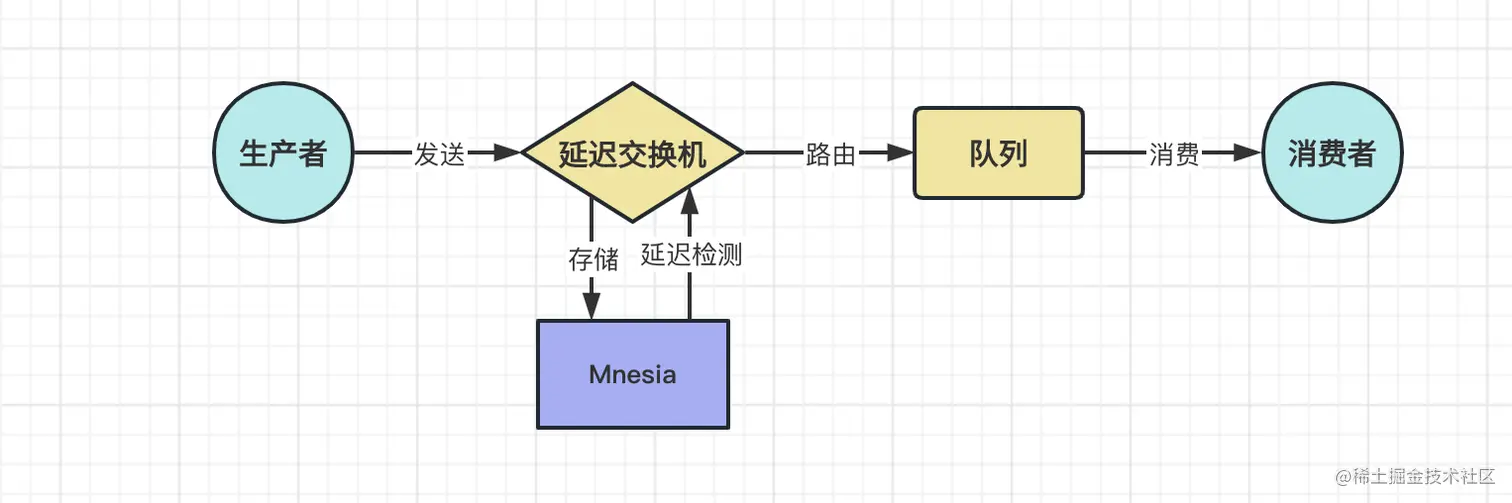 生产者
发送
延迟交换机
路由
队列
消费
消费者
存储
延迟检测
Mnesia
@稀土掘金技术社区